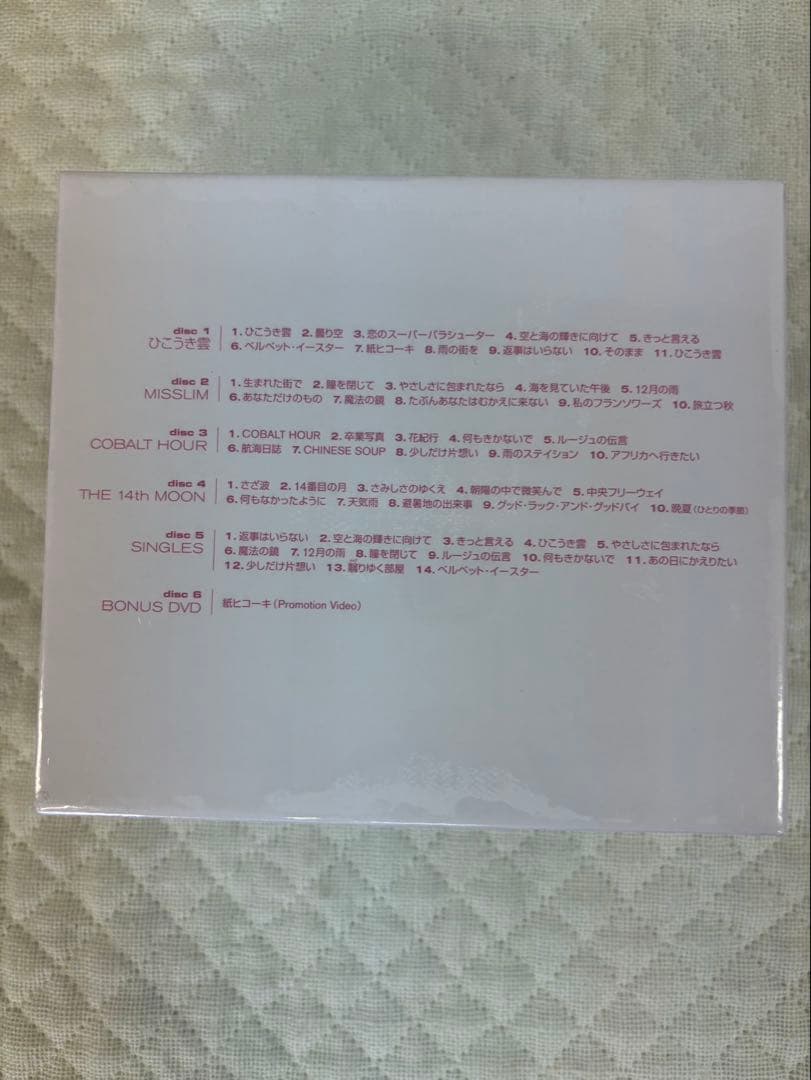 disc 1
ひこうき雲
1.ひこうき雲 2.曇り空 3.恋のスーパーパラシューター 4.空と海の輝きに向けて 5.きっと言える
6.ベルベット・イースター 7.紙ヒコーキ 8.雨の街を 9.返事はいらない 10.そのまま 11.ひこうき雲
disc 2
MISSLIM
1.生まれた街で 2.瞳を閉じて 3.やさしさに包まれたなら 4.海を見ていた午後 5.12月の雨
6.あなただけのもの 7.魔法の鏡 8.たぶんあなたはむかえに来ない 9.私のフランソワーズ 10.旅立つ秋
disc 3
COBALT HOUR
1.COBALT HOUR 2.卒業写真 3.花紀行 4.何もきかないで 5.ルージュの伝言
6.航海日誌 7.CHINESE SOUP 8.少しだけ片想い 9.雨のステイション 10.アフリカへ行きたい
disc 4
THE 14th MOON
1.さざ波 2.14番目の月 3.さみしさのゆくえ 4.朝陽の中で微笑んで 5.中央フリーウェイ
6.何もなかったように 7.天気雨 8.避暑地の出来事 9.グッド・ラック・アンド・グッドバイ 10.晩夏(ひとりの季節)
disc 5
SINGLES
1.返事はいらない 2.空と海の輝きに向けて 3.きっと言える 4.ひこうき雲 5.やさしさに包まれたなら
6.魔法の鏡 7.12月の雨 8.瞳を閉じて 9.ルージュの伝言 10.何もきかないで 11.あの日にかえりたい
12.少しだけ片想い 13.翳りゆく部屋 14.ベルベット・イースター
disc 6
BONUS DVD
紙ヒコーキ(Promotion Video)